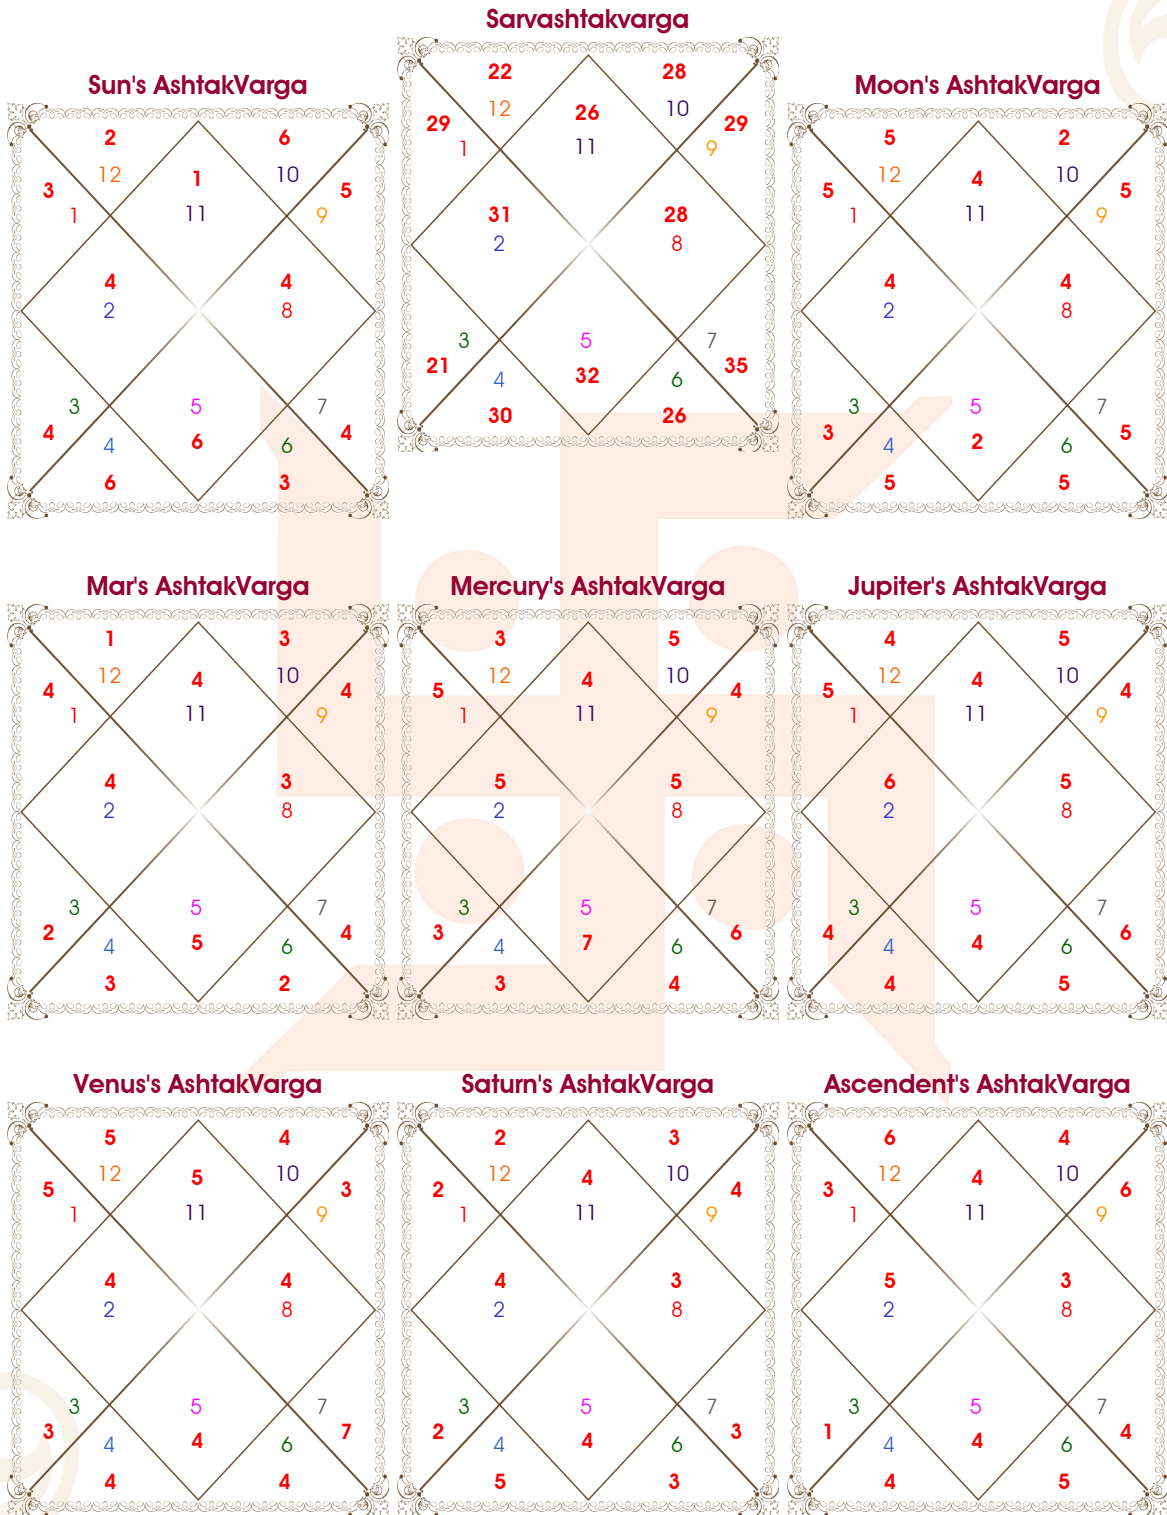 Sarvashtakvarga
22 28
12 26 10
29 29
1 11 9
31 28
2 8
3 5 7
21 32 35
4 6
30 26
Sun's AshtakVarga
2 6
12 1 10
3 5
1 11 9
4 4
2 8
3 5 7
4 6 4
4 6
6 3
Moon's AshtakVarga
5 2
12 4 10
5 5
1 11 9
4 4
2 8
3 5 7
3 2 5
4 6
5 5
Mar's AshtakVarga
1 3
12 4 10
4 4
1 11 9
4 3
2 8
3 5 7
2 5 4
4 6
3 2
Mercury's AshtakVarga
3 5
12 4 10
5 4
1 11 9
5 5
2 8
3 5 7
3 7 6
4 6
3 4
Jupiter's AshtakVarga
4 5
12 4 10
5 4
1 11 9
6 5
2 8
3 5 7
4 4 6
4 6
4 5
Venus's AshtakVarga
5 4
12 5 10
5 3
1 11 9
4 4
2 8
3 5 7
3 4 7
4 6
4 4
Saturn's AshtakVarga
2 3
12 4 10
2 4
1 11 9
4 3
2 8
3 5 7
2 4 3
4 6
5 3
Ascendent's AshtakVarga
6 4
12 4 10
3 6
1 11 9
5 3
2 8
3 5 7
1 4 4
4 6
4 5